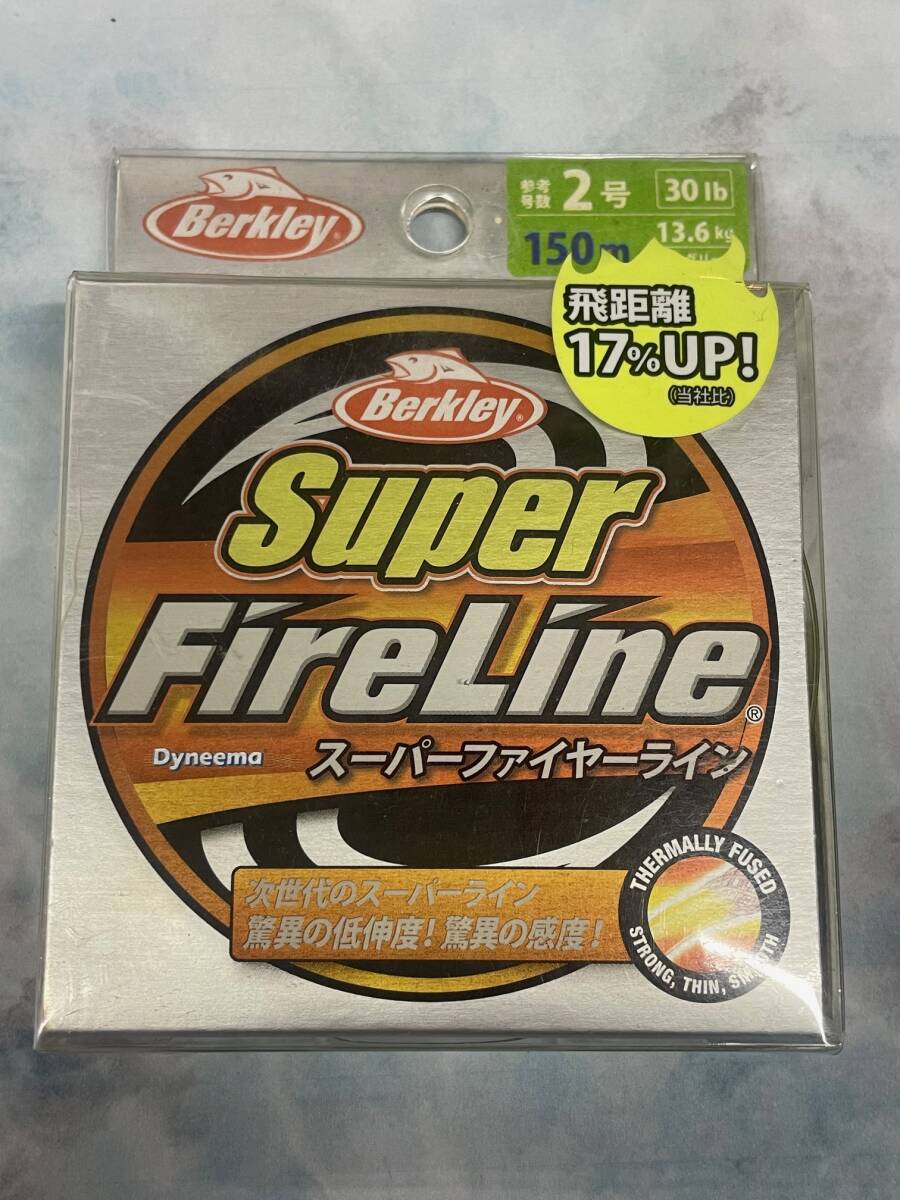 Berkley
参考
号数
2号
30 lb
150m
13.6 kg
飛距離
17%UP!
(当社比)
Berkley®
Super
FireLine®
Dyneema
スーパーファイヤーライン
次世代のスーパーライン
驚異の低伸度!驚異の感度!
THERMALLY FUSED
STRONG, THIN, SMOOTH